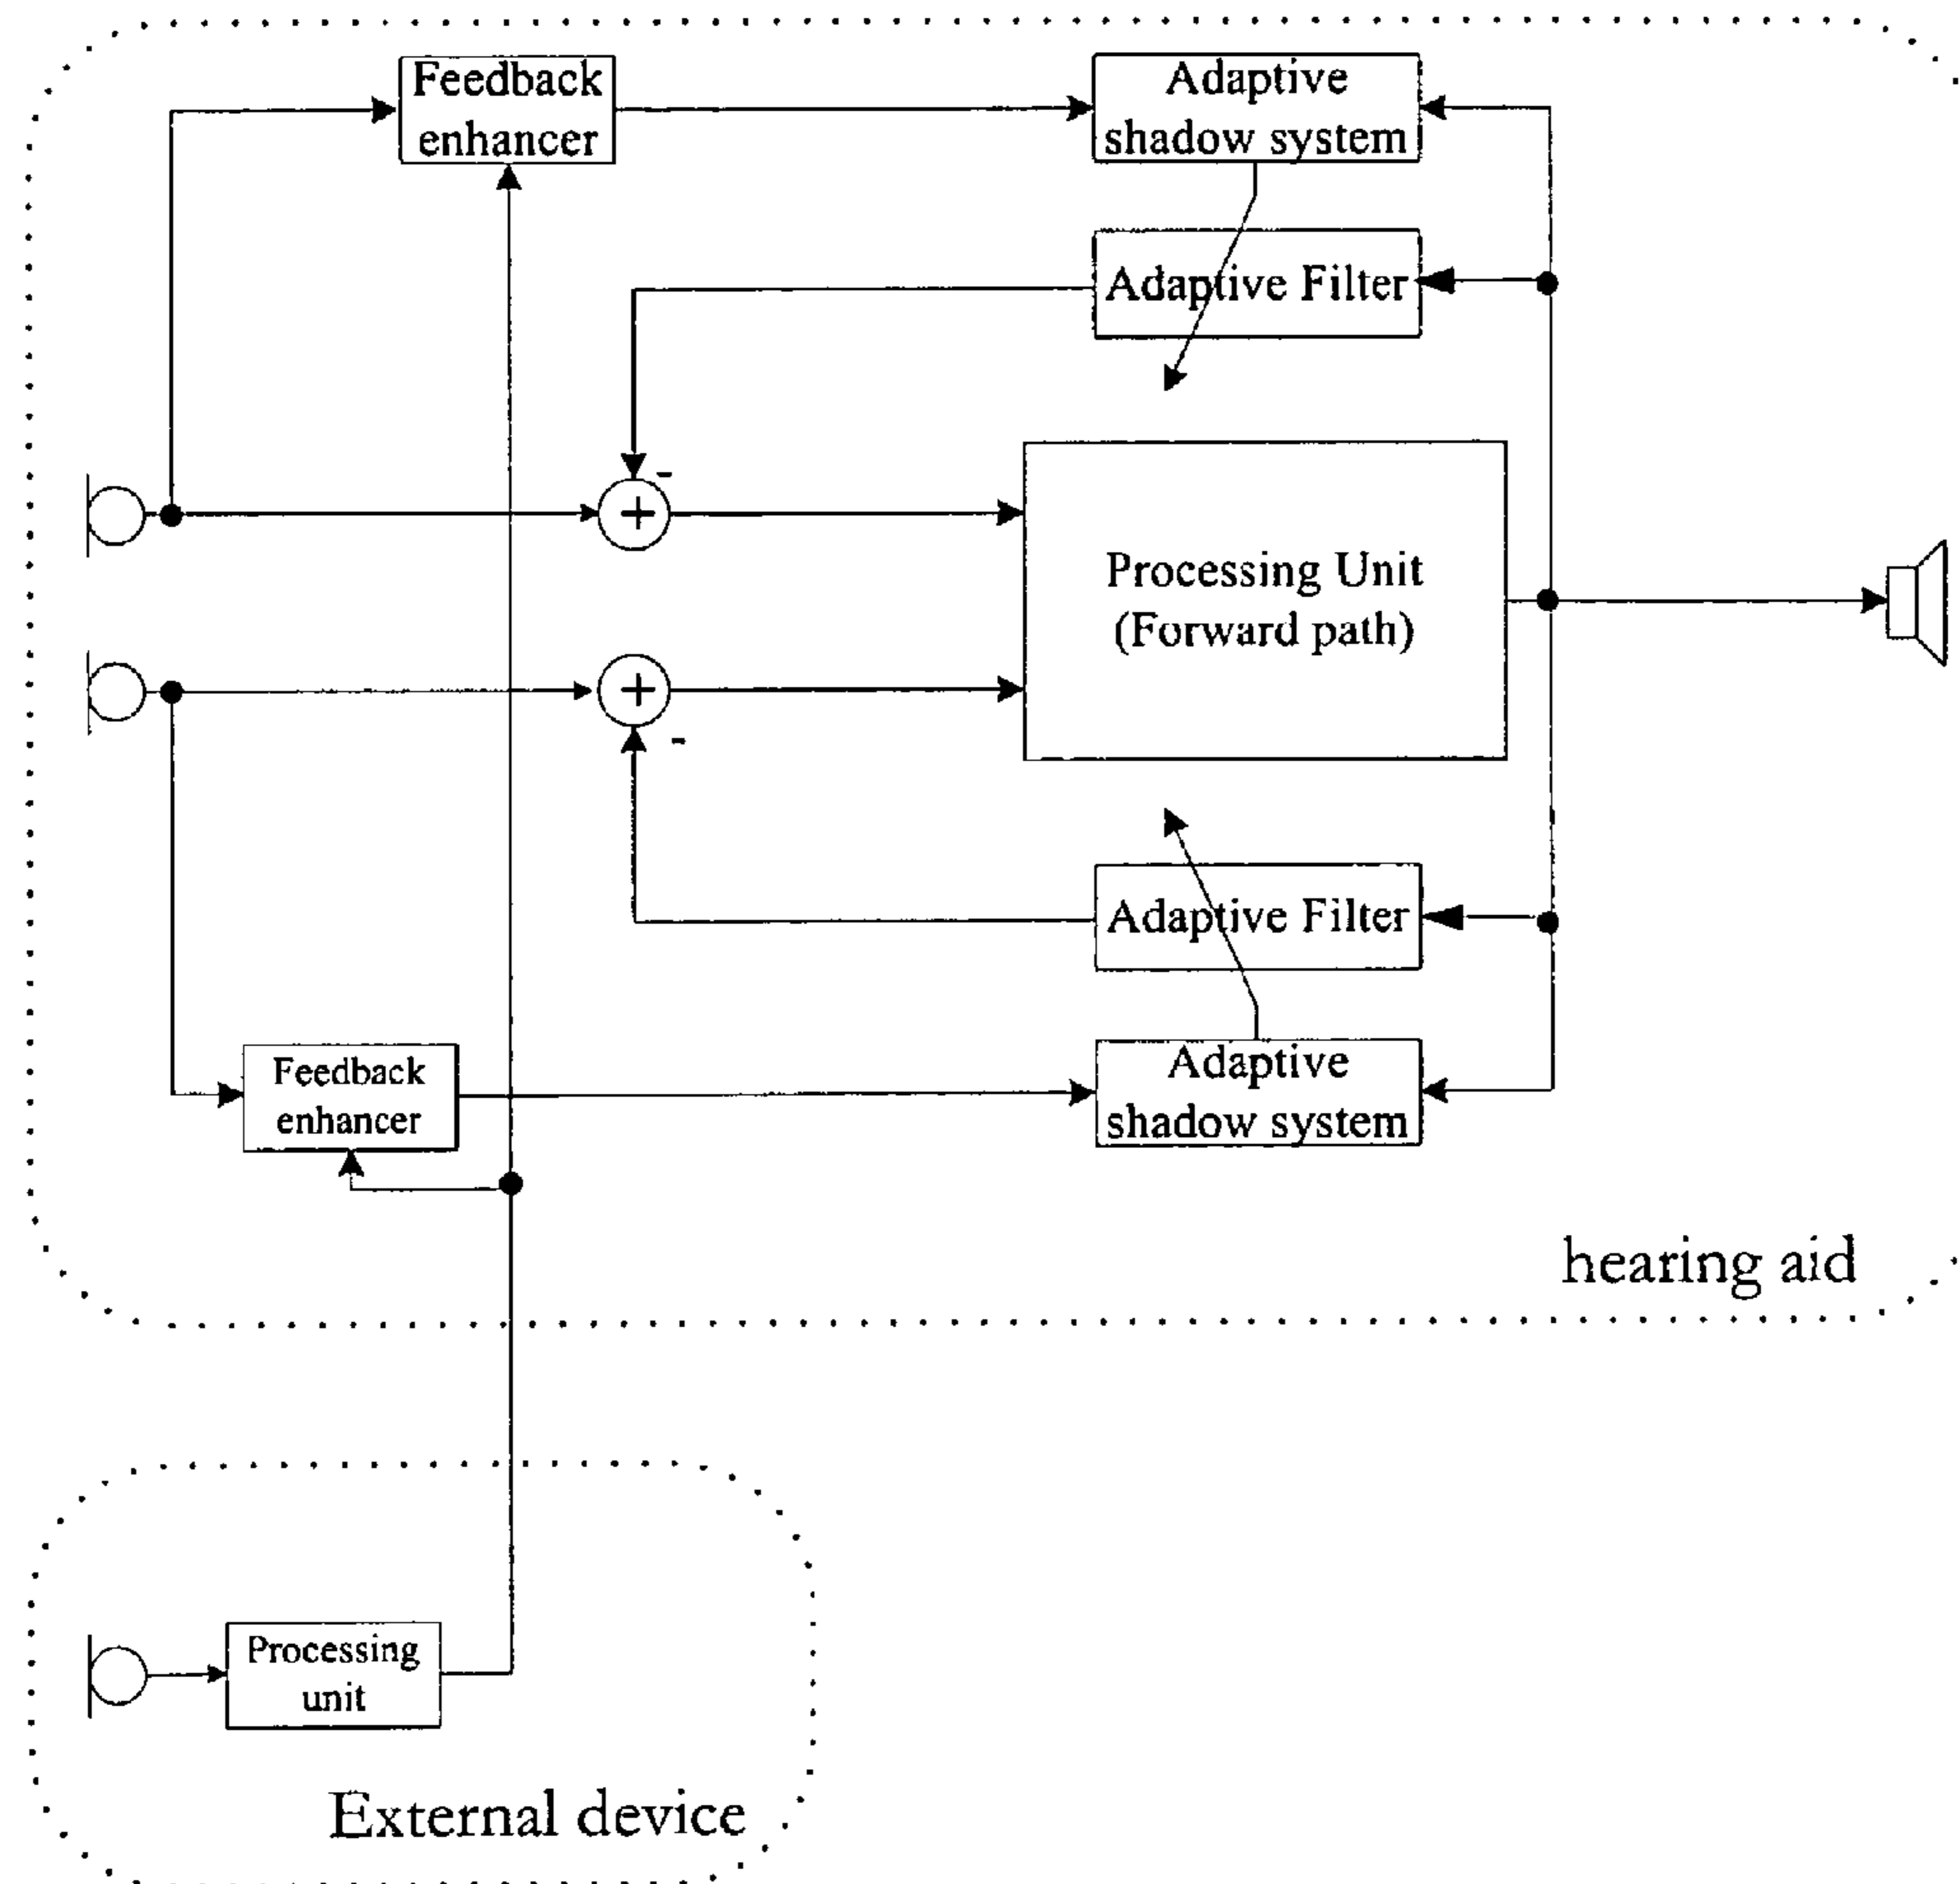 Feedback
enhancer
Adaptive
shadow system
Adaptive Filter
-
+
Processing Unit
(Forward path)
+
-
Adaptive Filter
Feedback
enhancer
Adaptive
shadow system
hearing aid
Processing
unit
External device